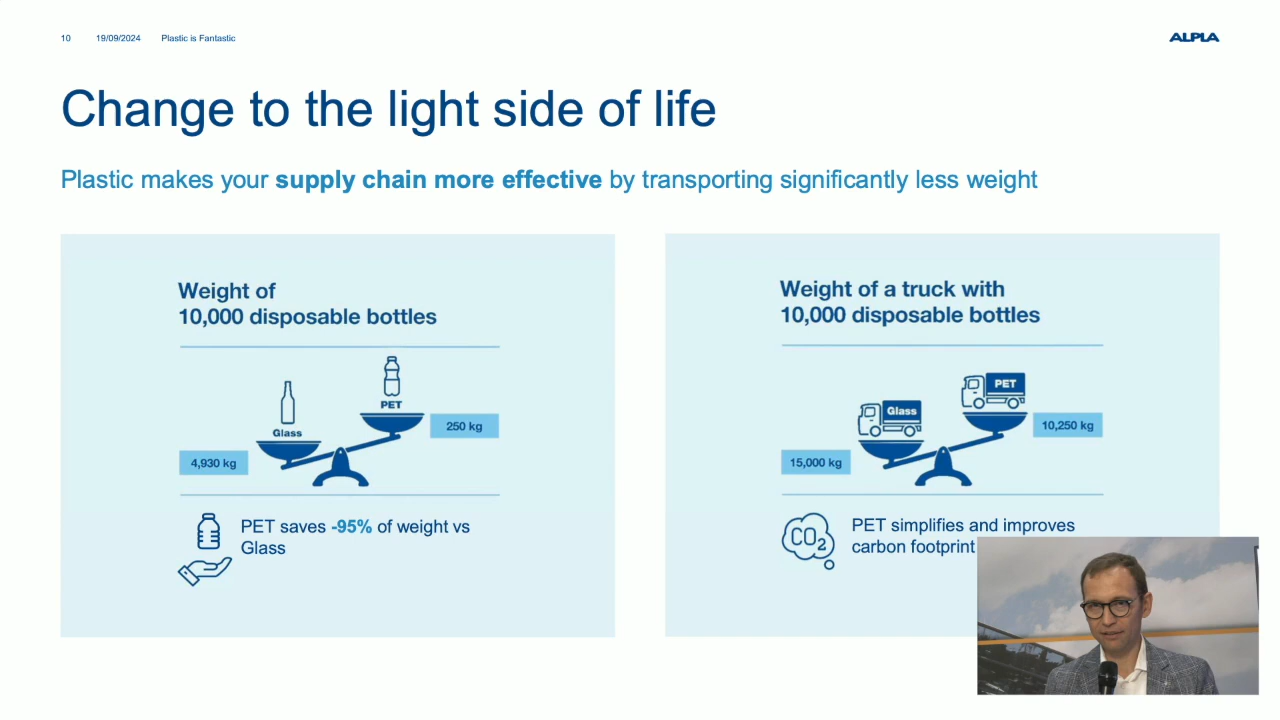 10 19/09/2024 Plastic is Fantastic
ALPLA
Change to the light side of life
Plastic makes your supply chain more effective by transporting significantly less weight
Weight of
10,000 disposable bottles
PET
250 kg
Glass
4,930 kg
PET saves -95% of weight vs
Glass
Weight of a truck with
10,000 disposable bottles
PET
10,250 kg
Glass
15,000 kg
CO2
PET simplifies and improves
carbon footprint